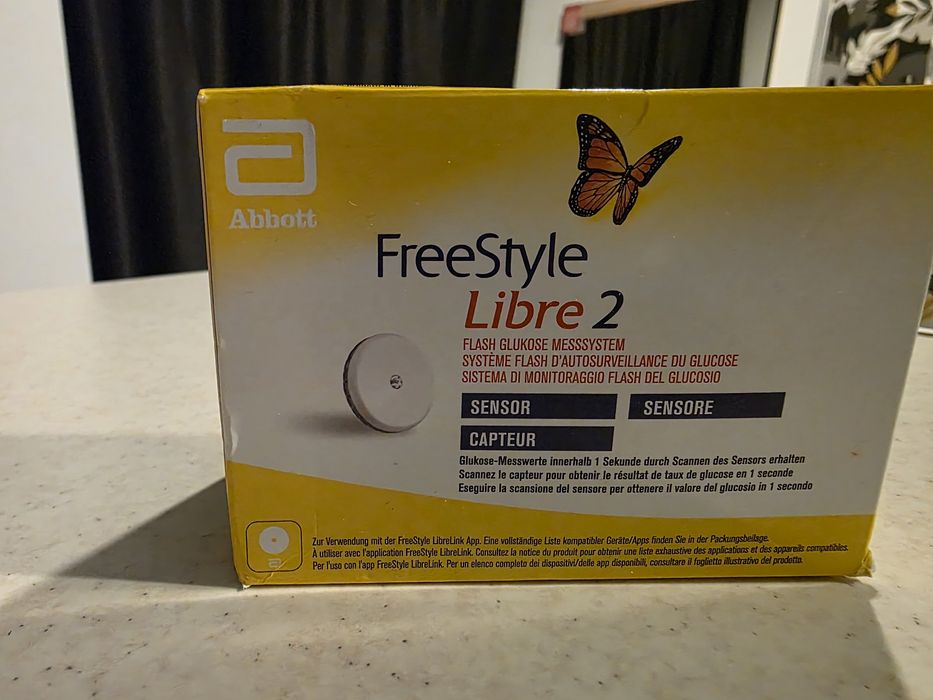 Abbott
FreeStyle
Libre 2
FLASH GLUKOSE MESSSYSTEM
SYSTÈME FLASH D'AUTOSURVEILLANCE DU GLUCOSE
SISTEMA DI MONITORAGGIO FLASH DEL GLUCOSIO
SENSOR SENSORE
CAPTEUR
Glukose-Messwerte innerhalb 1 Sekunde durch Scannen des Sensors erhalten
Scannez le capteur pour obtenir le résultat de taux de glucose en 1 seconde
Eseguire la scansione del sensore per ottenere il valore del glucosio in 1 secondo
Zur Verwendung mit der FreeStyle LibreLink App. Eine vollständige Liste kompatibler Geräte/Apps finden Sie in der Packungsbeilage.
À utiliser avec l'application FreeStyle LibreLink. Consultez la notice du produit pour obtenir une liste exhaustive des applications et des appareils compatibles.
Per l'uso con l'app FreeStyle LibreLink. Per un elenco completo dei dispositivi/delle app disponibili, consultare il foglietto illustrativo del prodotto.